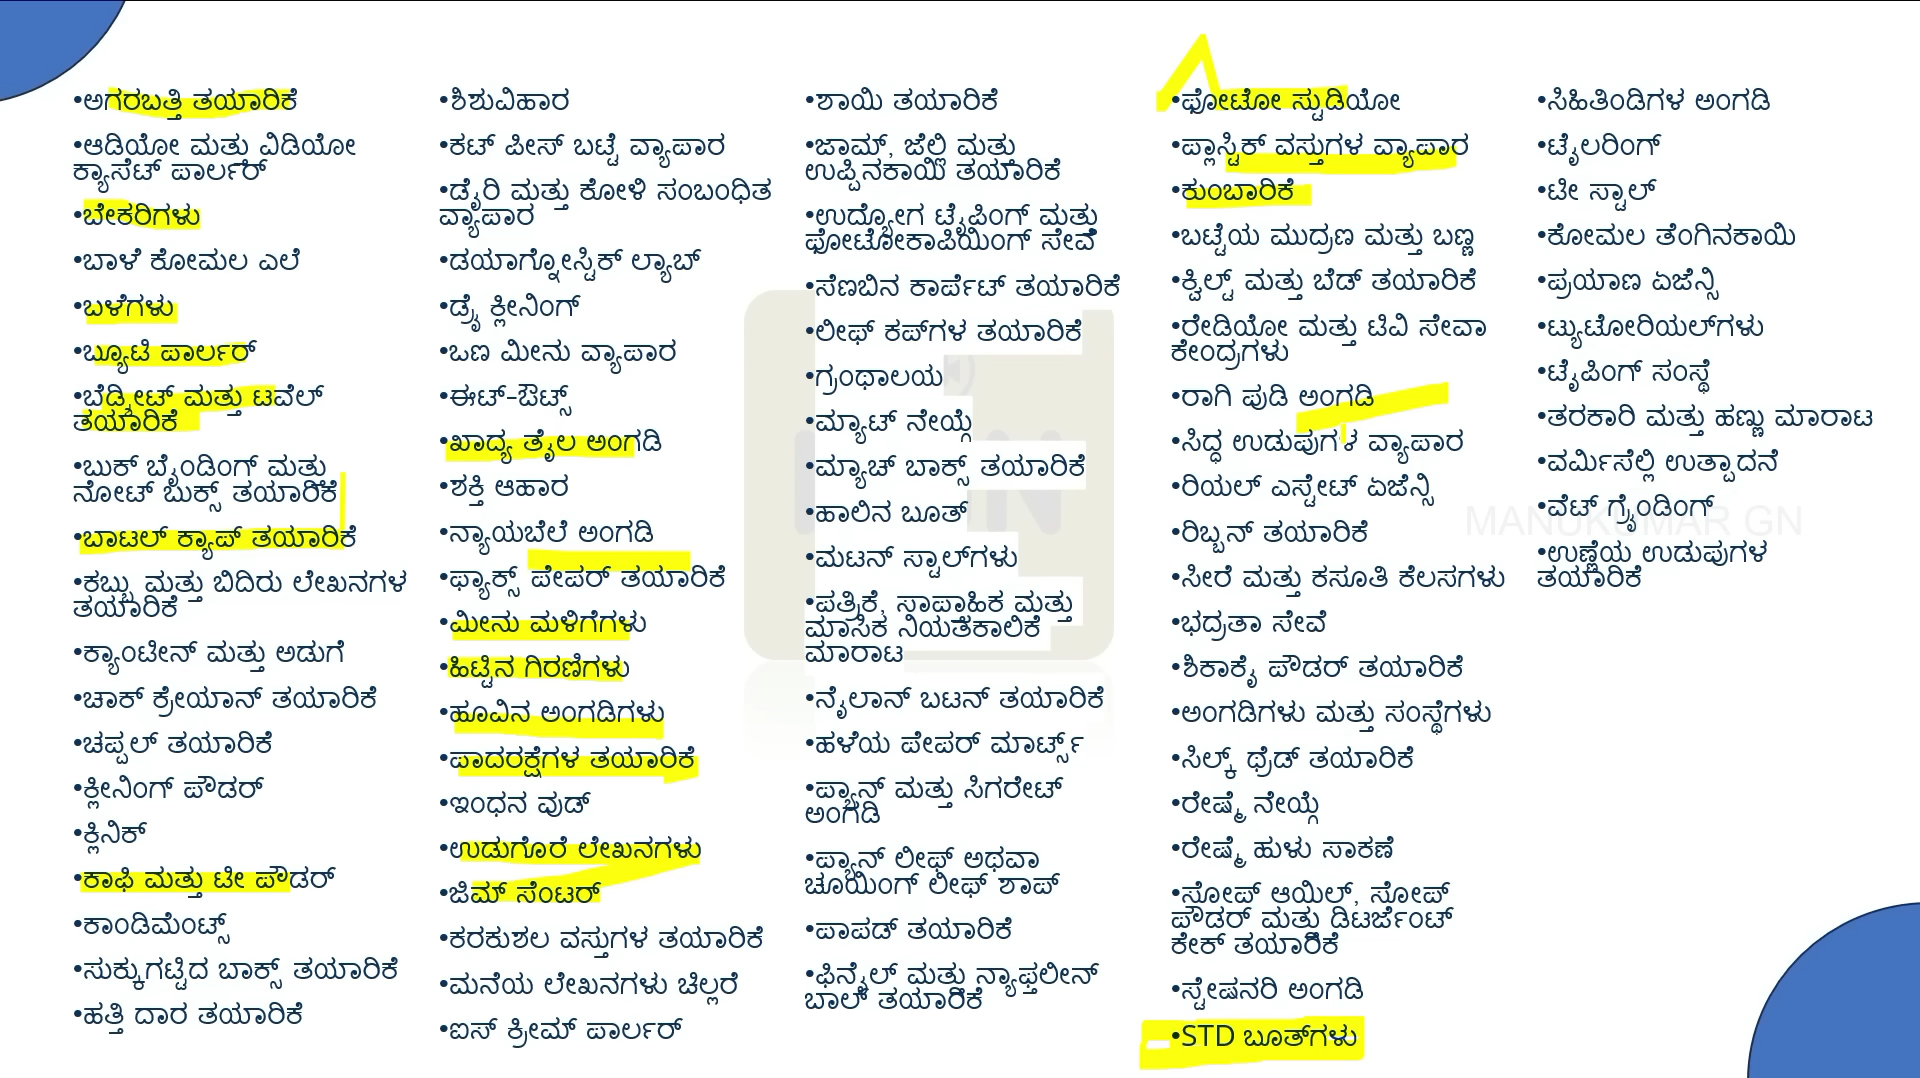 •ಅಗರಬತ್ತಿ ತಯಾರಿಕೆ
•ಆಡಿಯೋ ಮತ್ತು ವಿಡಿಯೋ
ಕ್ಯಾಸೆಟ್ ಪಾರ್ಲರ್
•ಬೇಕರಿಗಳು
•ಬಾಳೆ ಕೋಮಲ ಎಲೆ
•ಬಳೆಗಳು
•ಬ್ಯೂಟಿ ಪಾರ್ಲರ್
•ಬೆಡ್ಶೀಟ್ ಮತ್ತು ಟವೆಲ್
ತಯಾರಿಕೆ
•ಬುಕ್ ಬೈಂಡಿಂಗ್ ಮತ್ತು
ನೋಟ್ ಬುಕ್ಸ್ ತಯಾರಿಕೆ
•ಬಾಟಲ್ ಕ್ಯಾಪ್ ತಯಾರಿಕೆ
•ಕಬ್ಬು ಮತ್ತು ಬಿದಿರು ಲೇಖನಗಳ
ತಯಾರಿಕೆ
•ಕ್ಯಾಂಟೀನ್ ಮತ್ತು ಅಡುಗೆ
•ಚಾಕ್ ಕ್ರೇಯಾನ್ ತಯಾರಿಕೆ
•ಚಪ್ಪಲ್ ತಯಾರಿಕೆ
•ಕ್ಲೀನಿಂಗ್ ಪೌಡರ್
•ಕ್ಲಿನಿಕ್
•ಕಾಫಿ ಮತ್ತು ಟೀ ಪೌಡರ್
•ಕಾಂಡಿಮೆಂಟ್ಸ್
•ಸುಕ್ಕುಗಟ್ಟಿದ ಬಾಕ್ಸ್ ತಯಾರಿಕೆ
•ಹತ್ತಿ ದಾರ ತಯಾರಿಕೆ
•ಶಿಶುವಿಹಾರ
•ಕಟ್ ಪೀಸ್ ಬಟ್ಟೆ ವ್ಯಾಪಾರ
•ಡೈರಿ ಮತ್ತು ಕೋಳಿ ಸಂಬಂಧಿತ
ವ್ಯಾಪಾರ
•ಡಯಾಗ್ನೋಸ್ಟಿಕ್ ಲ್ಯಾಬ್
•ಡ್ರೈ ಕ್ಲೀನಿಂಗ್
•ಒಣ ಮೀನು ವ್ಯಾಪಾರ
•ಈಟ್-ಔಟ್ಸ್
•ಖಾದ್ಯ ತೈಲ ಅಂಗಡಿ
•ಶಕ್ತಿ ಆಹಾರ
•ನ್ಯಾಯಬೆಲೆ ಅಂಗಡಿ
•ಫ್ಯಾಕ್ಸ್ ಪೇಪರ್ ತಯಾರಿಕೆ
•ಮೀನು ಮಳಿಗೆಗಳು
•ಹಿಟ್ಟಿನ ಗಿರಣಿಗಳು
•ಹೂವಿನ ಅಂಗಡಿಗಳು
•ಪಾದರಕ್ಷೆಗಳ ತಯಾರಿಕೆ
•ಇಂಧನ ವುಡ್
•ಉಡುಗೊರೆ ಲೇಖನಗಳು
•ಜಿಮ್ ಸೆಂಟರ್
•ಕರಕುಶಲ ವಸ್ತುಗಳ ತಯಾರಿಕೆ
•ಮನೆಯ ಲೇಖನಗಳು ಚಿಲ್ಲರೆ
•ಐಸ್ ಕ್ರೀಮ್ ಪಾರ್ಲರ್
•ಶಾಯಿ ತಯಾರಿಕೆ
•ಜಾಮ್, ಜೆಲ್ಲಿ ಮತ್ತು
ಉಪ್ಪಿನಕಾಯಿ ತಯಾರಿಕೆ
•ಉದ್ಯೋಗ ಟೈಪಿಂಗ್ ಮತ್ತು
ಫೋಟೋಕಾಪಿಯಿಂಗ್ ಸೇವೆ
•ಸೆಣಬಿನ ಕಾರ್ಪೆಟ್ ತಯಾರಿಕೆ
•ಲೀಫ್ ಕಪ್‌ಗಳ ತಯಾರಿಕೆ
•ಗ್ರಂಥಾಲಯ
•ಮ್ಯಾಟ್ ನೇಯ್ಗೆ
•ಮ್ಯಾಚ್ ಬಾಕ್ಸ್ ತಯಾರಿಕೆ
•ಹಾಲಿನ ಬೂತ್
•ಮಟನ್ ಸ್ಟಾಲ್‌ಗಳು
•ಪತ್ರಿಕೆ, ಸಾಪ್ತಾಹಿಕ ಮತ್ತು
ಮಾಸಿಕ ನಿಯತಕಾಲಿಕೆ
ಮಾರಾಟ
•ನೈಲಾನ್ ಬಟನ್ ತಯಾರಿಕೆ
•ಹಳೆಯ ಪೇಪರ್ ಮಾರ್ಟ್ಸ್
•ಪ್ಯಾನ್ ಮತ್ತು ಸಿಗರೇಟ್
ಅಂಗಡಿ
•ಪ್ಯಾನ್ ಲೀಫ್ ಅಥವಾ
ಚೂಯಿಂಗ್ ಲೀಫ್ ಶಾಪ್
•ಪಾಪಡ್ ತಯಾರಿಕೆ
•ಫಿನೈಲ್ ಮತ್ತು ನ್ಯಾಫ್ತಲೀನ್
ಬಾಲ್ ತಯಾರಿಕೆ
•ಫೋಟೋ ಸ್ಟುಡಿಯೋ
•ಪ್ಲಾಸ್ಟಿಕ್ ವಸ್ತುಗಳ ವ್ಯಾಪಾರ
•ಕುಂಬಾರಿಕೆ
•ಬಟ್ಟೆಯ ಮುದ್ರಣ ಮತ್ತು ಬಣ್ಣ
•ಕ್ವಿಲ್ಟ್ ಮತ್ತು ಬೆಡ್ ತಯಾರಿಕೆ
•ರೇಡಿಯೋ ಮತ್ತು ಟಿವಿ ಸೇವಾ
ಕೇಂದ್ರಗಳು
•ರಾಗಿ ಪುಡಿ ಅಂಗಡಿ
•ಸಿದ್ಧ ಉಡುಪುಗಳ ವ್ಯಾಪಾರ
•ರಿಯಲ್ ಎಸ್ಟೇಟ್ ಏಜೆನ್ಸಿ
•ರಿಬ್ಬನ್ ತಯಾರಿಕೆ
•ಸೀರೆ ಮತ್ತು ಕಸೂತಿ ಕೆಲಸಗಳು
•ಭದ್ರತಾ ಸೇವೆ
•ಶಿಕಾಕೈ ಪೌಡರ್ ತಯಾರಿಕೆ
•ಅಂಗಡಿಗಳು ಮತ್ತು ಸಂಸ್ಥೆಗಳು
•ಸಿಲ್ಕ್ ಥ್ರೆಡ್ ತಯಾರಿಕೆ
•ರೇಷ್ಮೆ ನೇಯ್ಗೆ
•ರೇಷ್ಮೆ ಹುಳು ಸಾಕಣೆ
•ಸೋಪ್ ಆಯಿಲ್, ಸೋಪ್
ಪೌಡರ್ ಮತ್ತು ಡಿಟರ್ಜೆಂಟ್
ಕೇಕ್ ತಯಾರಿಕೆ
•ಸ್ಟೇಷನರಿ ಅಂಗಡಿ
•STD ಬೂತ್‌ಗಳು
•ಸಿಹಿತಿಂಡಿಗಳ ಅಂಗಡಿ
•ಟೈಲರಿಂಗ್
•ಟೀ ಸ್ಟಾಲ್
•ಕೋಮಲ ತೆಂಗಿನಕಾಯಿ
•ಪ್ರಯಾಣ ಏಜೆನ್ಸಿ
•ಟ್ಯುಟೋರಿಯಲ್‌ಗಳು
•ಟೈಪಿಂಗ್ ಸಂಸ್ಥೆ
•ತರಕಾರಿ ಮತ್ತು ಹಣ್ಣು ಮಾರಾಟ
•ವರ್ಮಿಸೆಲ್ಲಿ ಉತ್ಪಾದನೆ
•ವೆಟ್ ಗ್ರೈಂಡಿಂಗ್
•ಉಣ್ಣೆಯ ಉಡುಪುಗಳ
ತಯಾರಿಕೆ
MANUKUMAR GN